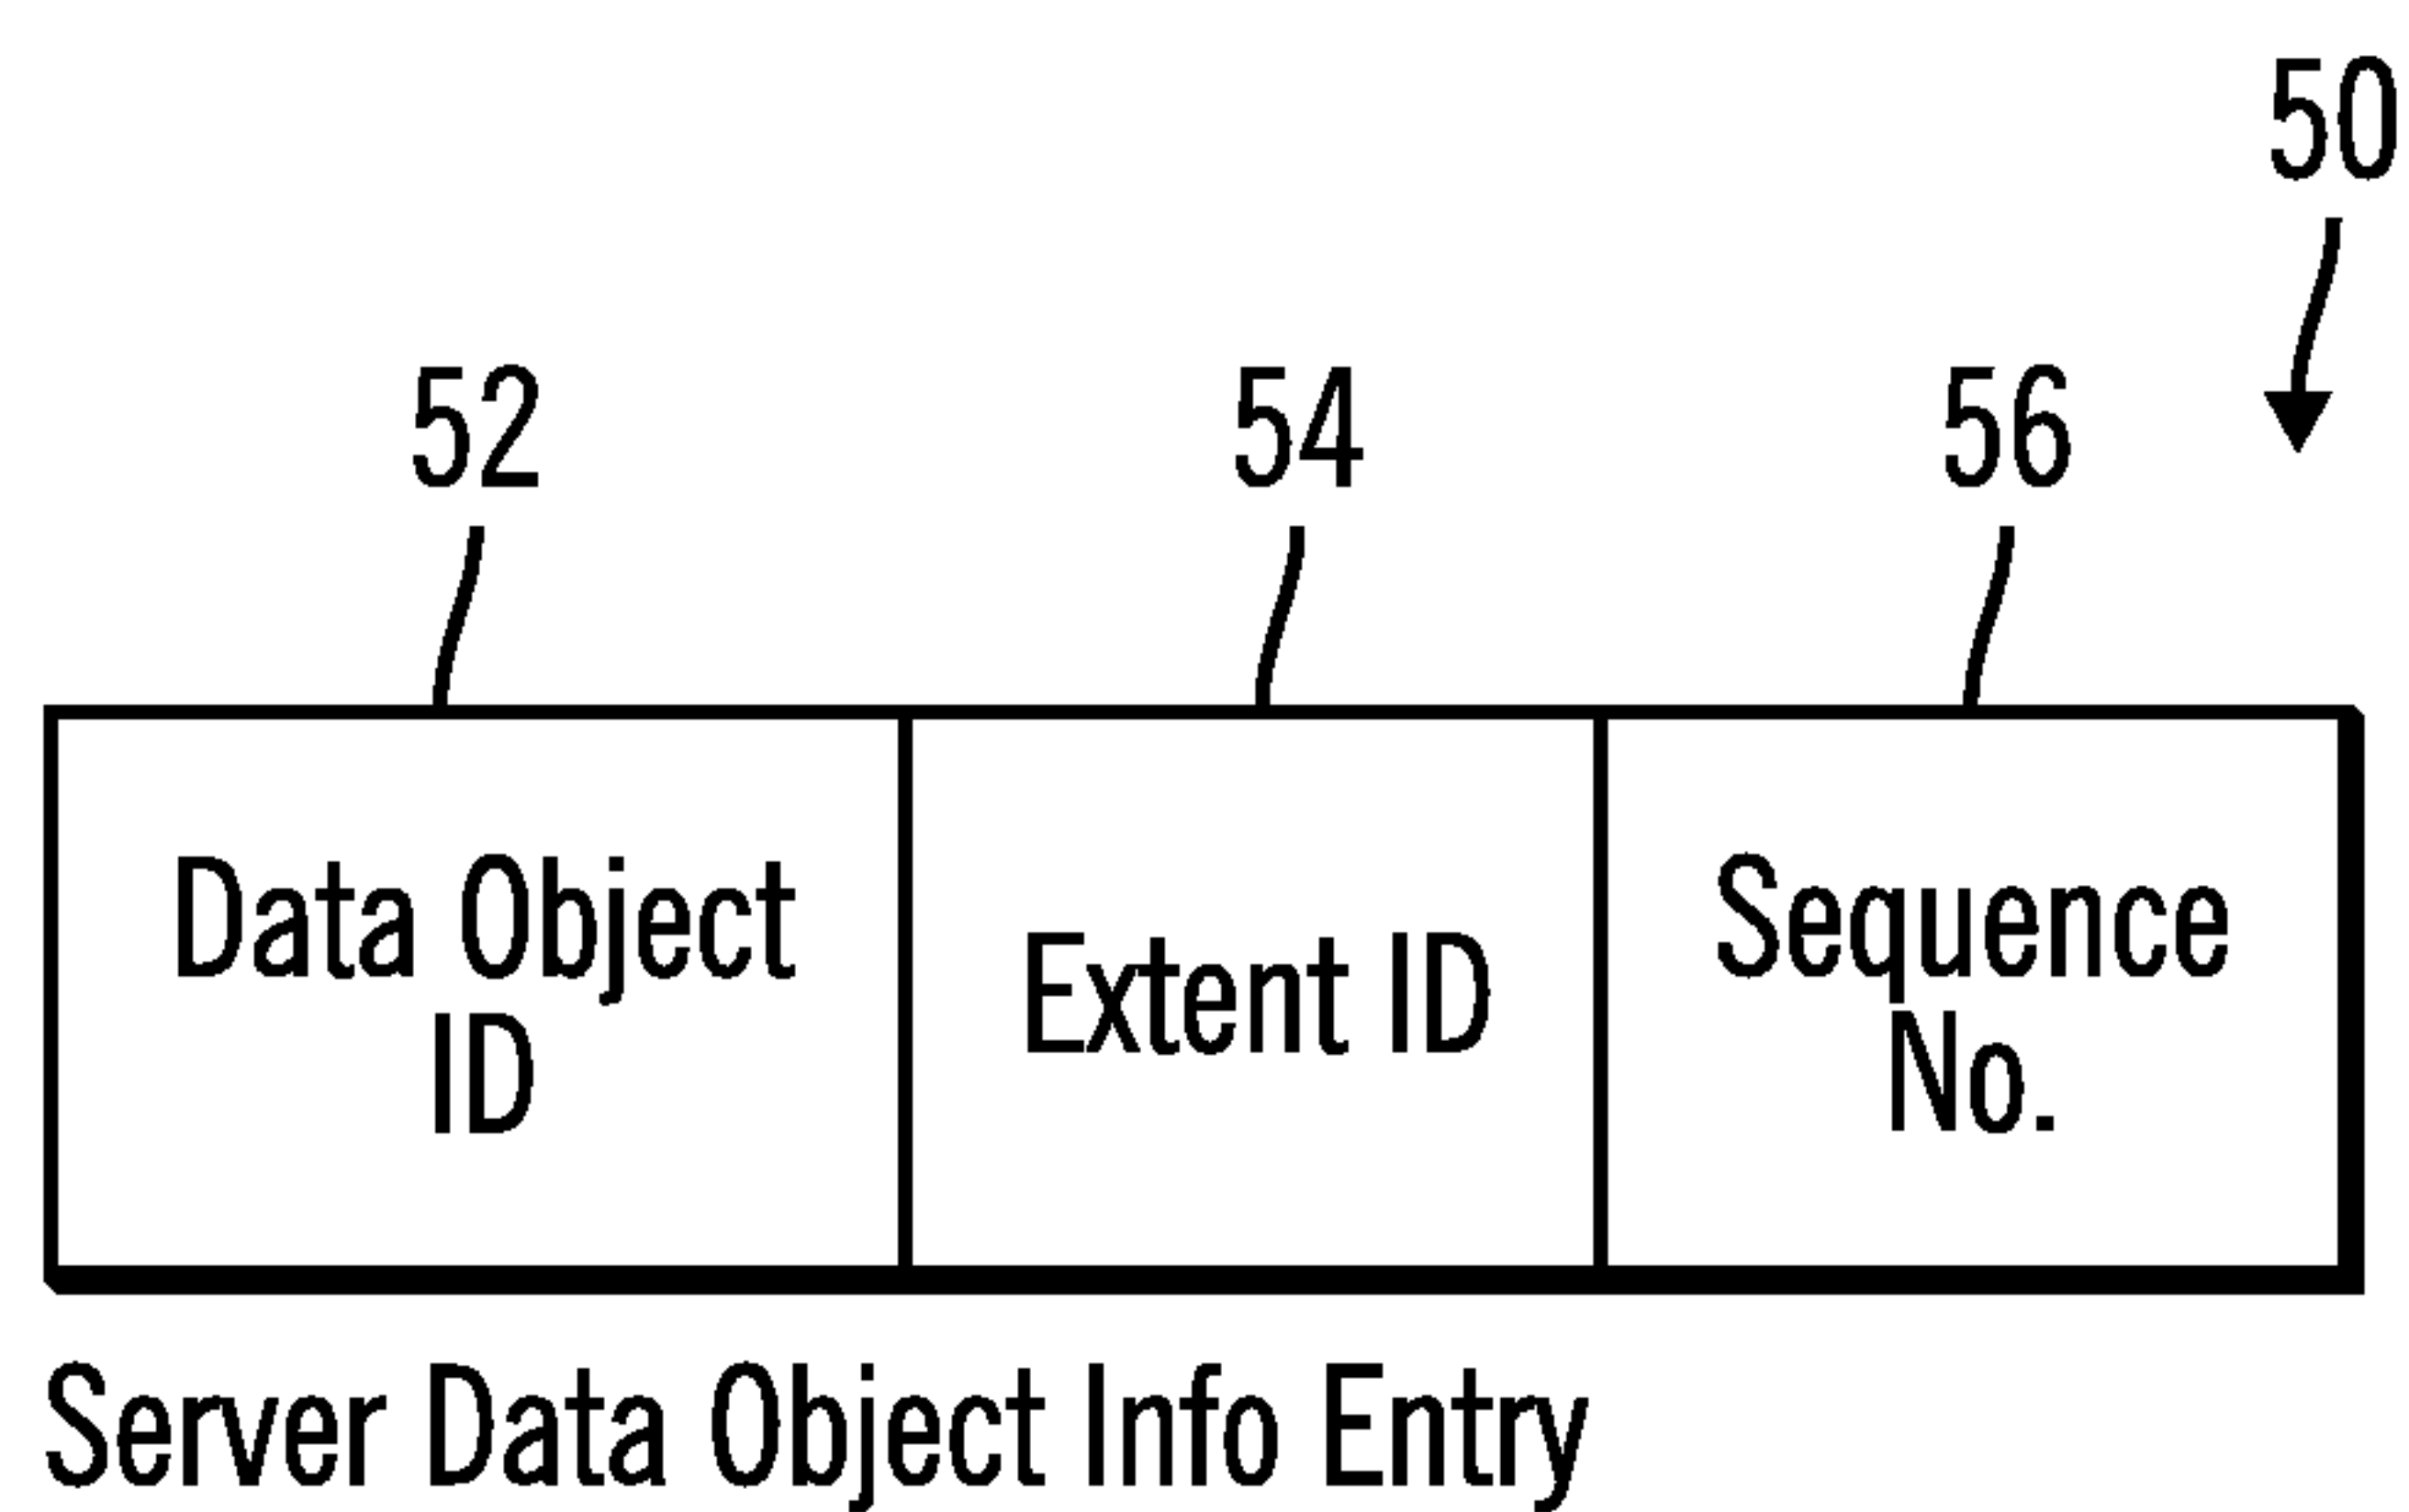 50
52 54 56
Data Object
ID
Extent ID
Sequence
No.
Server Data Object Info Entry